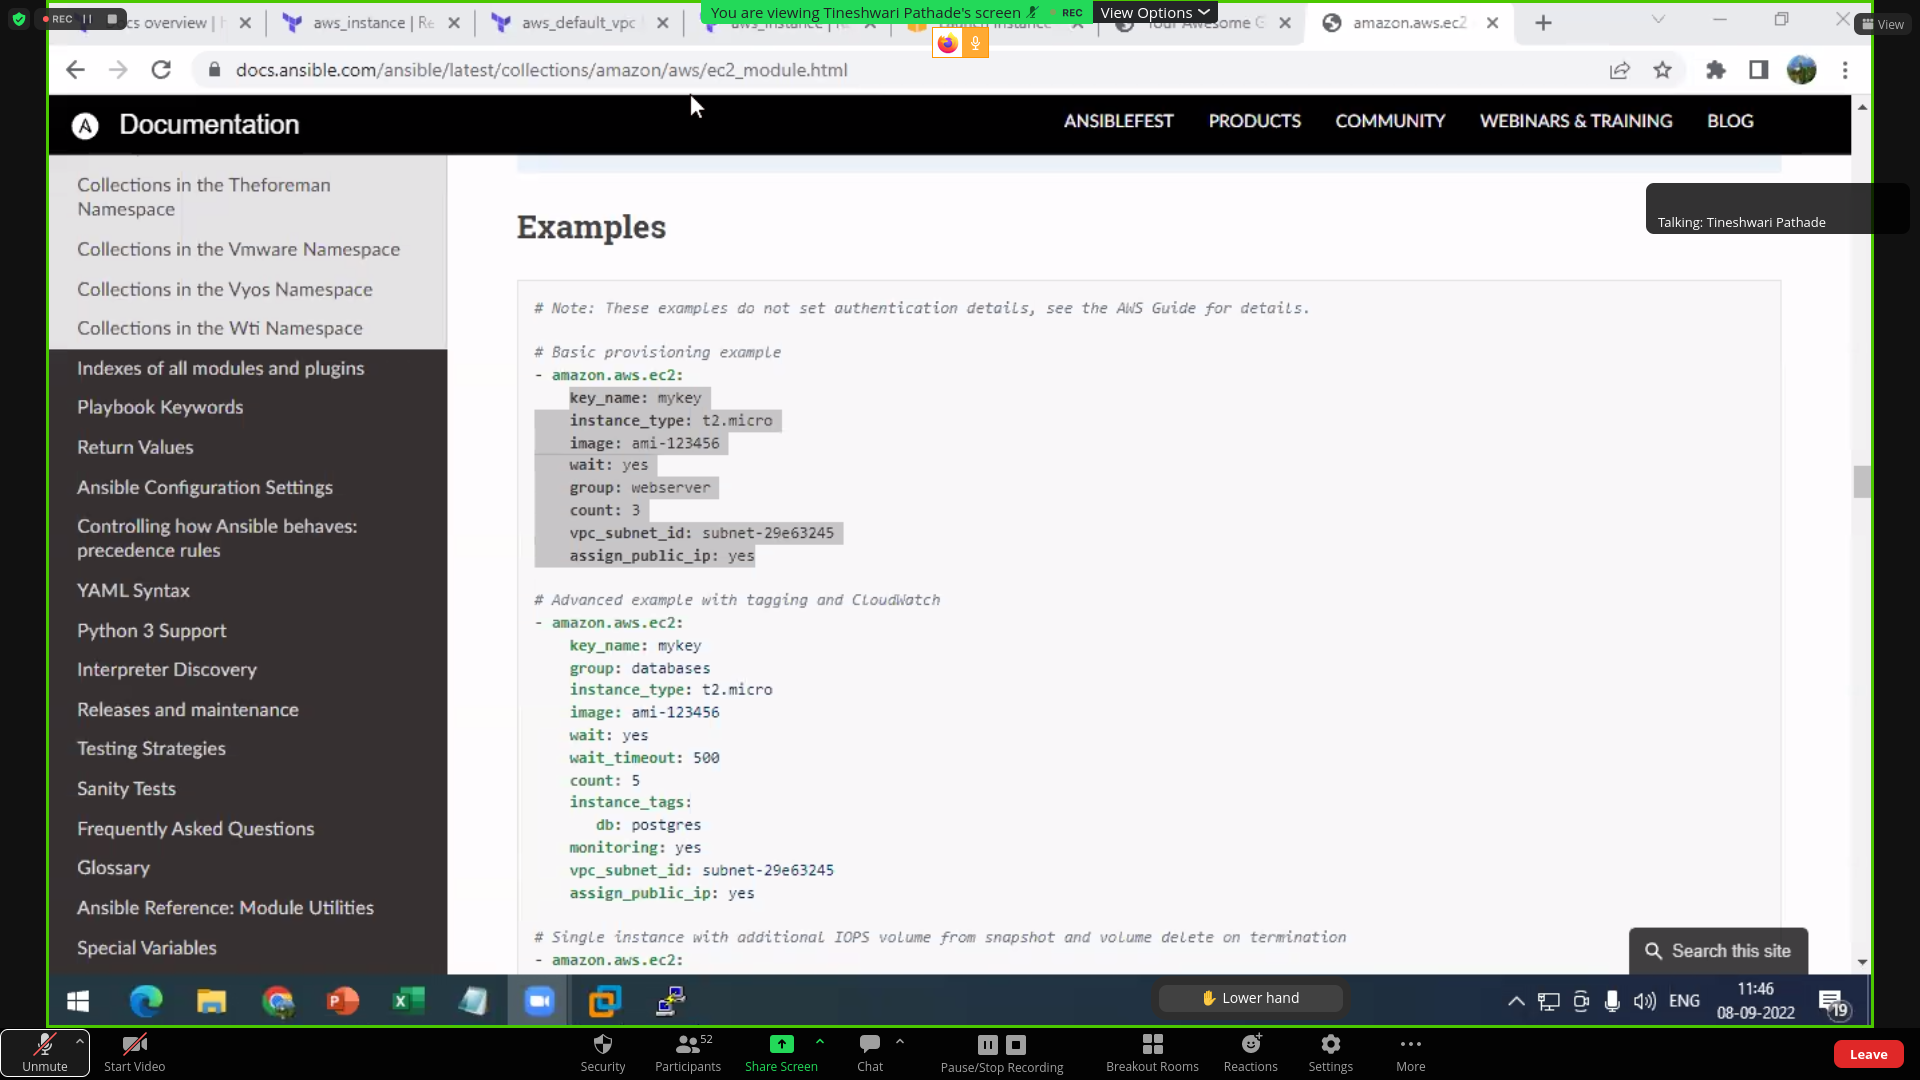 REC
You are viewing Tineshwari Pathade's screen
REC
View Options
View
cs overview | h
aws_instance | Re
aws_default_vpc
amazon.aws.ec2
docs.ansible.com/ansible/latest/collections/amazon/aws/ec2_module.html
A
Documentation
ANSIBLEFEST
PRODUCTS
COMMUNITY
WEBINARS & TRAINING
BLOG
Talking: Tineshwari Pathade
Collections in the Theforeman
Namespace
Collections in the Vmware Namespace
Collections in the Vyos Namespace
Collections in the Wti Namespace
Indexes of all modules and plugins
Playbook Keywords
Return Values
Ansible Configuration Settings
Controlling how Ansible behaves:
precedence rules
YAML Syntax
Python 3 Support
Interpreter Discovery
Releases and maintenance
Testing Strategies
Sanity Tests
Frequently Asked Questions
Glossary
Ansible Reference: Module Utilities
Special Variables
Examples
# Note: These examples do not set authentication details, see the AWS Guide for details.
# Basic provisioning example
- amazon.aws.ec2:
key_name: mykey
instance_type: t2.micro
image: ami-123456
wait: yes
group: webserver
count: 3
vpc_subnet_id: subnet-29e63245
assign_public_ip: yes
# Advanced example with tagging and CloudWatch
- amazon.aws.ec2:
key_name: mykey
group: databases
instance_type: t2.micro
image: ami-123456
wait: yes
wait_timeout: 500
count: 5
instance_tags:
db: postgres
monitoring: yes
vpc_subnet_id: subnet-29e63245
assign_public_ip: yes
# Single instance with additional IOPS volume from snapshot and volume delete on termination
- amazon.aws.ec2:
Search this site
Lower hand
ENG
11:46
08-09-2022
19
Unmute
Start Video
Security
52
Participants
Share Screen
Chat
Pause/Stop Recording
Breakout Rooms
Reactions
Settings
More
Leave